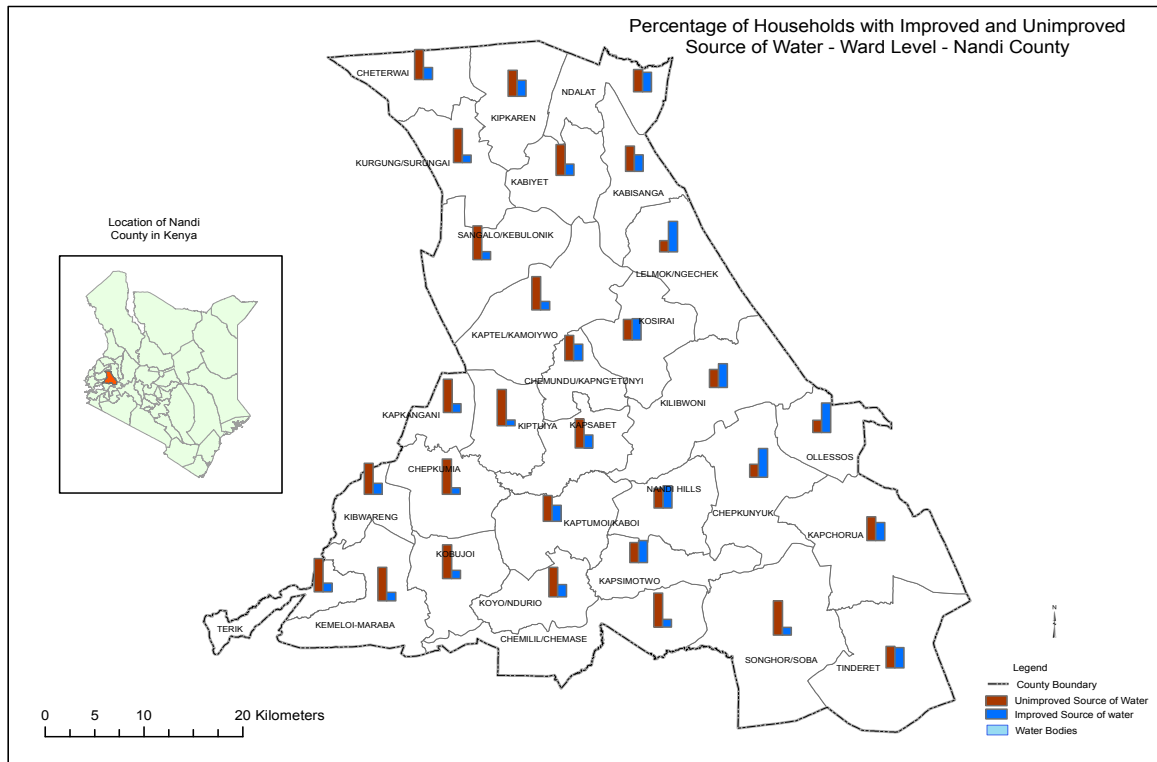 Percentage of Households with Improved and Unimproved
Source of Water - Ward Level - Nandi County
CHETERWAI
NDALAT
KIPKAREN
KURGUNG/SURUNGAI
KABIYET
KABISANGA
Location of Nandi
County in Kenya
SANGALO/KEBULONIK
LELMOK/NGECHEK
KOSIRAI
KAPTEL/KAMOIYWO
CHEMUNDU/KAPNG'ETUNYI
KILIBWONI
KAPKANGANI
KIPTUIYA
KAPSABET
OLLESSOS
CHEPKUMIA
NANDI HILLS
CHEPKUNYUK
KIBWARENG
KAPTUMOI/KABOI
KAPCHORUA
KOBUJOI
KAPSIMOTWO
KOYO/NDURIO
N
TERIK
KEMELOI-MARABA
CHEMILIL/CHEMASE
SONGHOR/SOBA
TINDERET
Legend
County Boundary
Unimproved Source of Water
Improved Source of water
Water Bodies
0 5 10 20 Kilometers